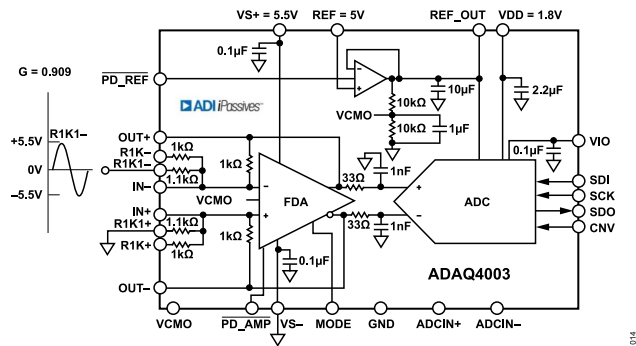 VS+ = 5.5V
REF = 5V
REF_OUT
VDD = 1.8V
0.1µF
G = 0.909
PD_REF
ADI iPassives™
10kΩ
10µF
2.2µF
VCMO
10kΩ
1µF
+5.5V
0V
–5.5V
R1K1–
OUT+
R1K–
1kΩ
R1K1–
1.1kΩ
IN–
1kΩ
VCMO
FDA
33Ω
1nF
33Ω
1nF
ADC
0.1µF
VIO
SDI
SCK
SDO
CNV
IN+
1.1kΩ
R1K1+
R1K+
1kΩ
1kΩ
OUT–
0.1µF
ADAQ4003
VCMO
PD_AMP
VS–
MODE
GND
ADCIN+
ADCIN–
014